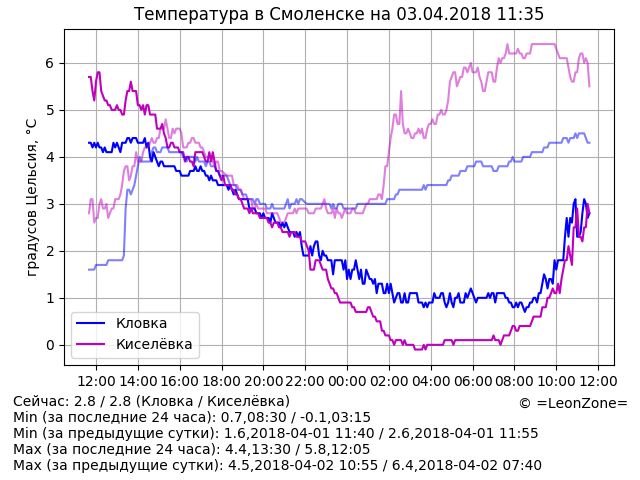 Температура в Смоленске на 03.04.2018 11:35
градусов Цельсия, °C
6
5
4
3
2
1
0
Кловка
Киселёвка
12:00 14:00 16:00 18:00 20:00 22:00 00:00 02:00 04:00 06:00 08:00 10:00 12:00
Сейчас: 2.8 / 2.8 (Кловка / Киселёвка)
© =LeonZone=
Min (за последние 24 часа): 0.7,08:30 / -0.1,03:15
Min (за предыдущие сутки): 1.6,2018-04-01 11:40 / 2.6,2018-04-01 11:55
Max (за последние 24 часа): 4.4,13:30 / 5.8,12:05
Max (за предыдущие сутки): 4.5,2018-04-02 10:55 / 6.4,2018-04-02 07:40